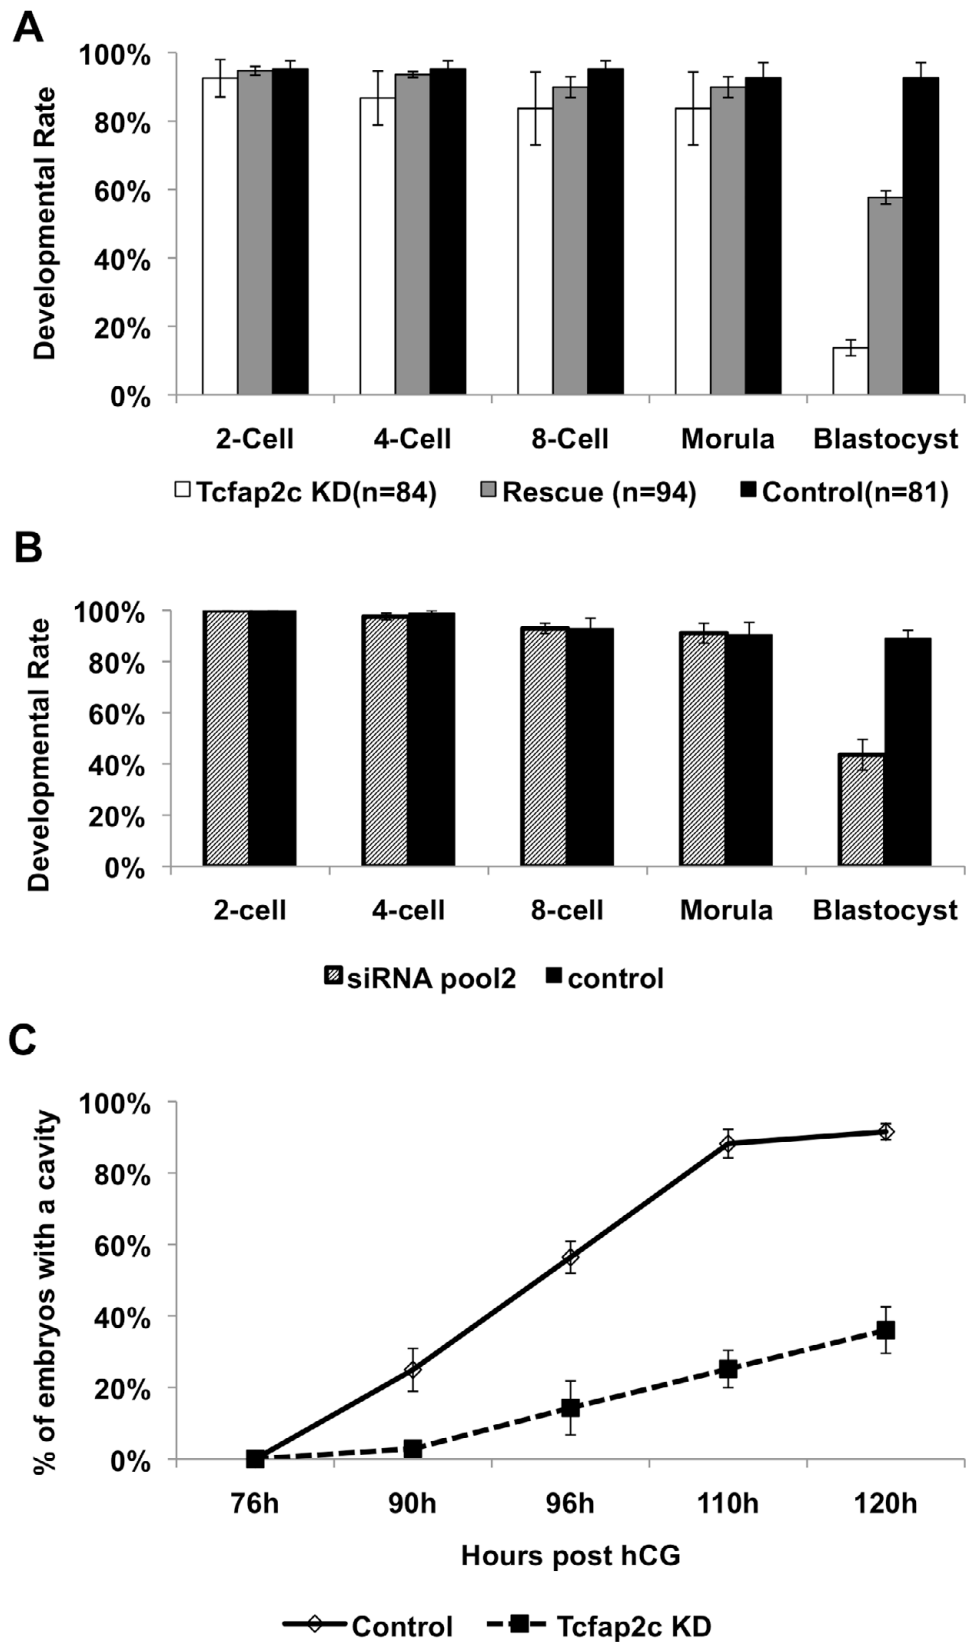 A
Developmental Rate
100%
80%
60%
40%
20%
0%
2-Cell 4-Cell 8-Cell Morula Blastocyst
Tcfap2c KD(n=84) Rescue (n=94) Control(n=81)
B
Developmental Rate
100%
80%
60%
40%
20%
0%
2-cell 4-cell 8-cell Morula Blastocyst
siRNA pool2 control
C
% of embryos with a cavity
100%
80%
60%
40%
20%
0%
76h 90h 96h 110h 120h
Hours post hCG
Control Tcfap2c KD